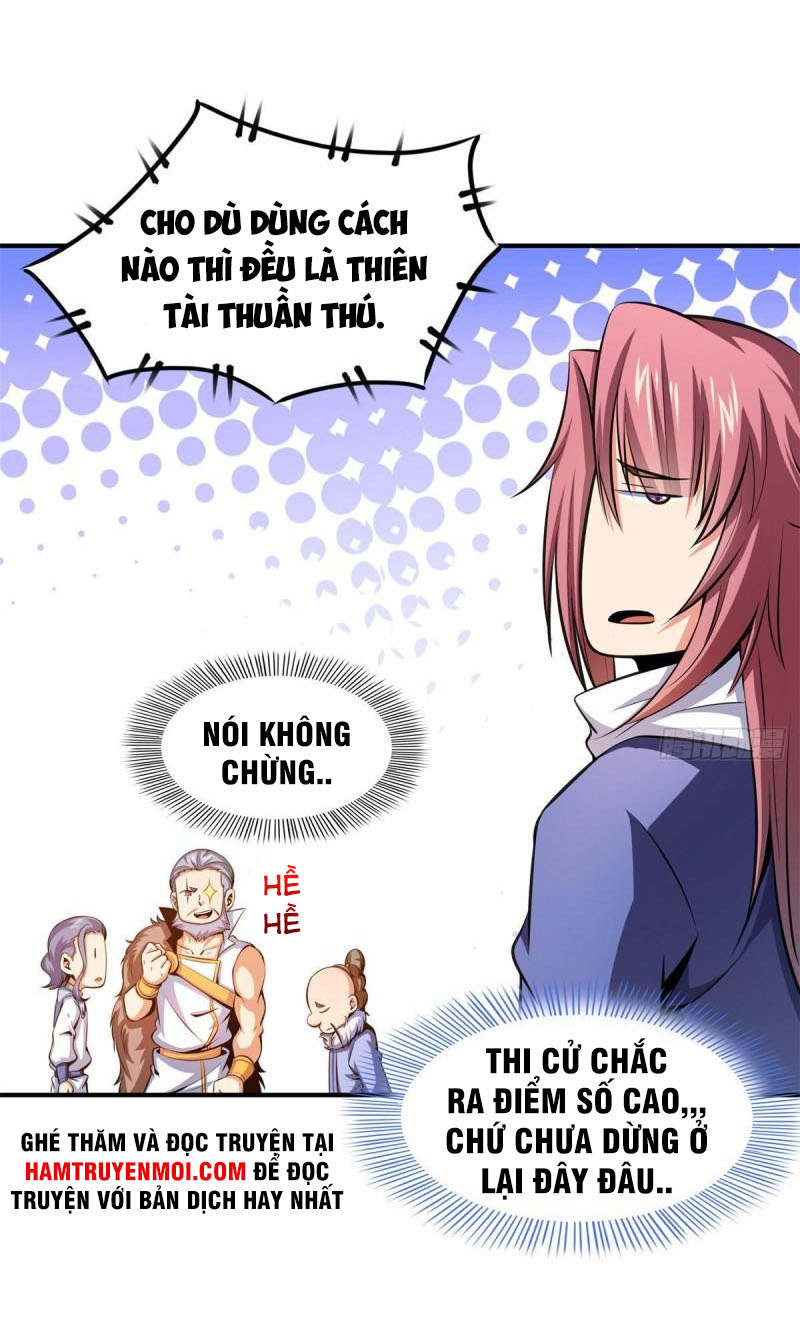 CHO DÙ DÙNG CÁCH
NÀO THÌ ĐỀU LÀ THIÊN
TÀI THUẦN THÚ.
NÓI KHÔNG
CHỪNG..
HỀ
HỀ
THI CỬ CHẮC
RA ĐIỂM SỐ CAO,,,
CHỨ CHƯA DỪNG Ở
LẠI ĐÂY ĐÂU..
GHÉ THĂM VÀ ĐỌC TRUYỆN TẠI
HAMTRUYENMOI.COM ĐỂ ĐỌC
TRUYỆN VỚI BẢN DỊCH HAY NHẤT